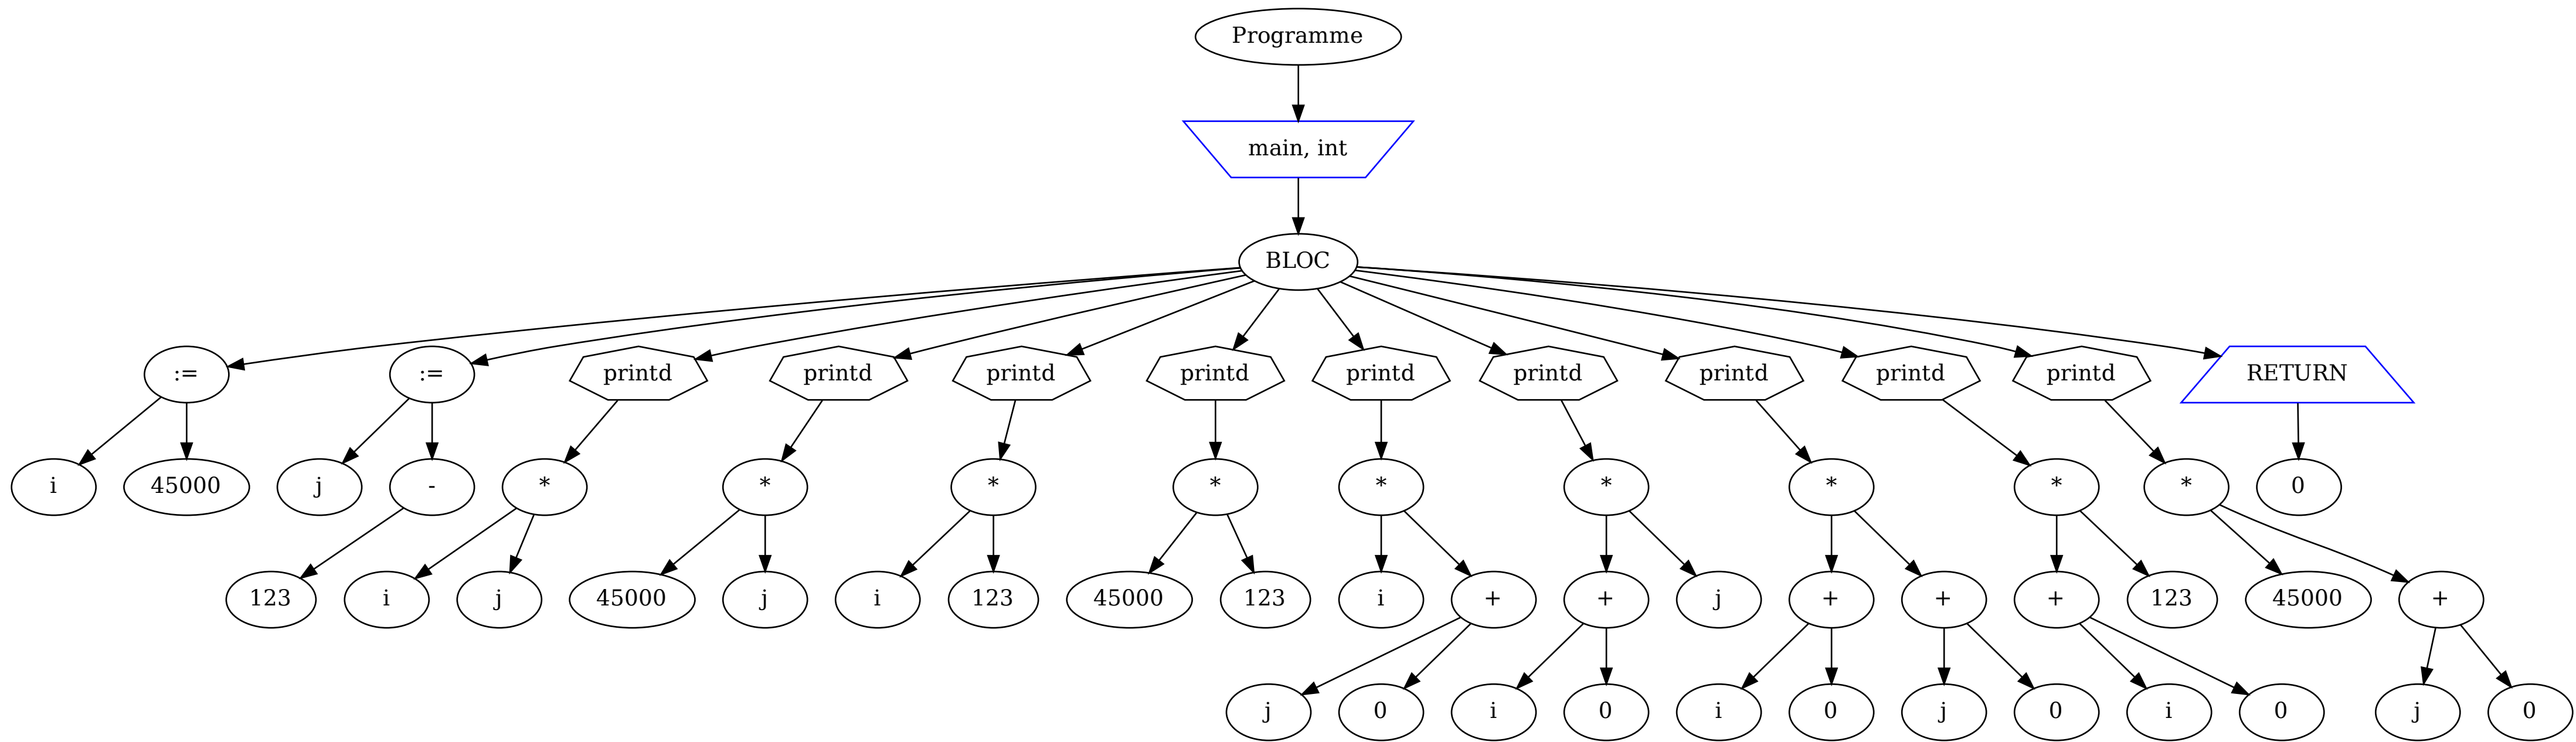 Programme
main, int
BLOC
:= := printd printd printd printd printd printd printd printd printd RETURN
i 45000 j - * * * * * * * * * 0
123 i j 45000 j i 123 45000 123 i + + j + + + 123 45000 +
j 0 i 0 i 0 j 0 i 0 j 0